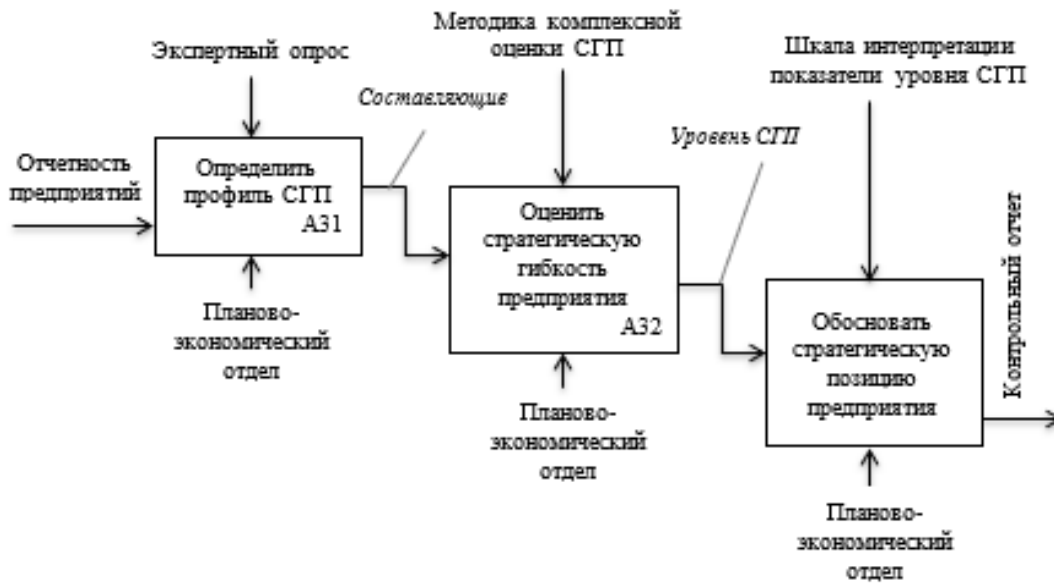 Экспертный опрос
Методика комплексной
оценки СГП
Шкала интерпретации
показатели уровня СГП
Составляющие
Уровень СГП
Отчетность
предприятий
Определить
профиль СГП
А31
Оценить
стратегическую
гибкость
предприятия
А32
Обосновать
стратегическую
позицию
предприятия
Контрольный отчет
Планово-
экономический
отдел
Планово-
экономический
отдел
Планово-
экономический
отдел